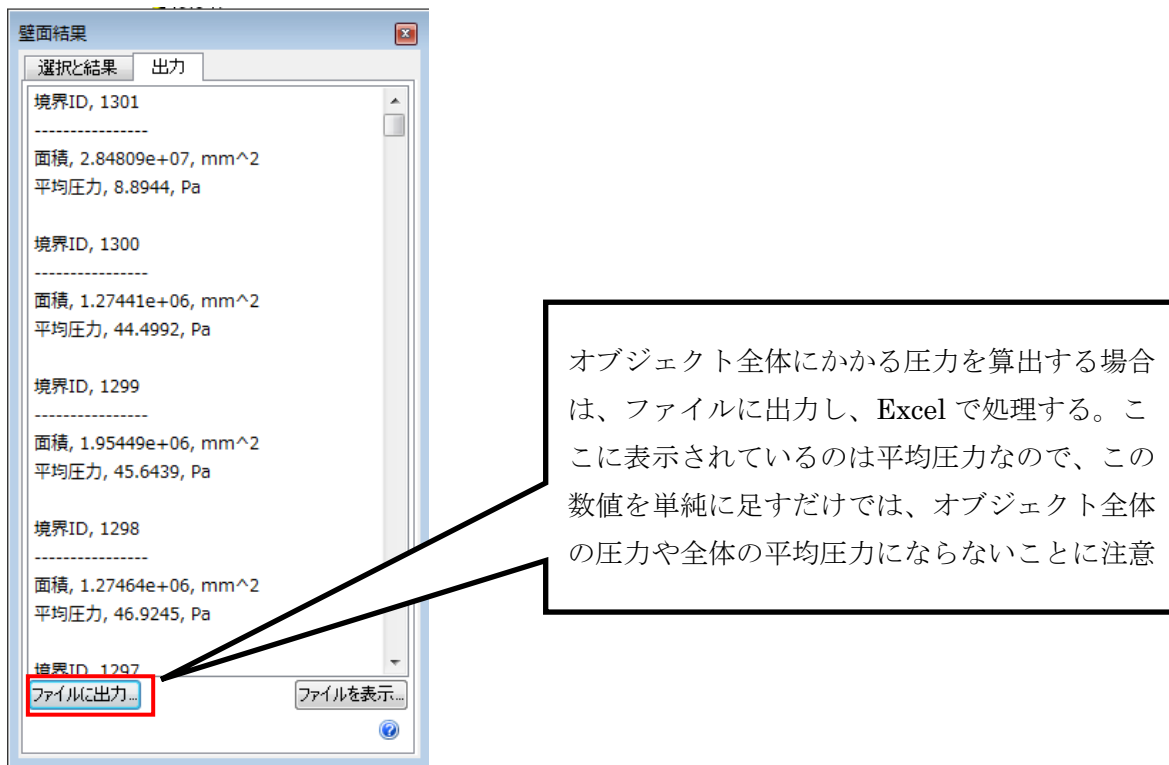 壁面結果
選択と結果 出力
境界ID, 1301
----------------
面積, 2.84809e+07, mm^2
平均圧力, 8.8944, Pa
境界ID, 1300
----------------
面積, 1.27441e+06, mm^2
平均圧力, 44.4992, Pa
境界ID, 1299
----------------
面積, 1.95449e+06, mm^2
平均圧力, 45.6439, Pa
境界ID, 1298
----------------
面積, 1.27464e+06, mm^2
平均圧力, 46.9245, Pa
境界ID, 1297
ファイルに出力... ファイルを表示...
オブジェクト全体にかかる圧力を算出する場合
は、ファイルに出力し、Excel で処理する。こ
こに表示されているのは平均圧力なので、この
数値を単純に足すだけでは、オブジェクト全体
の圧力や全体の平均圧力にならないことに注意